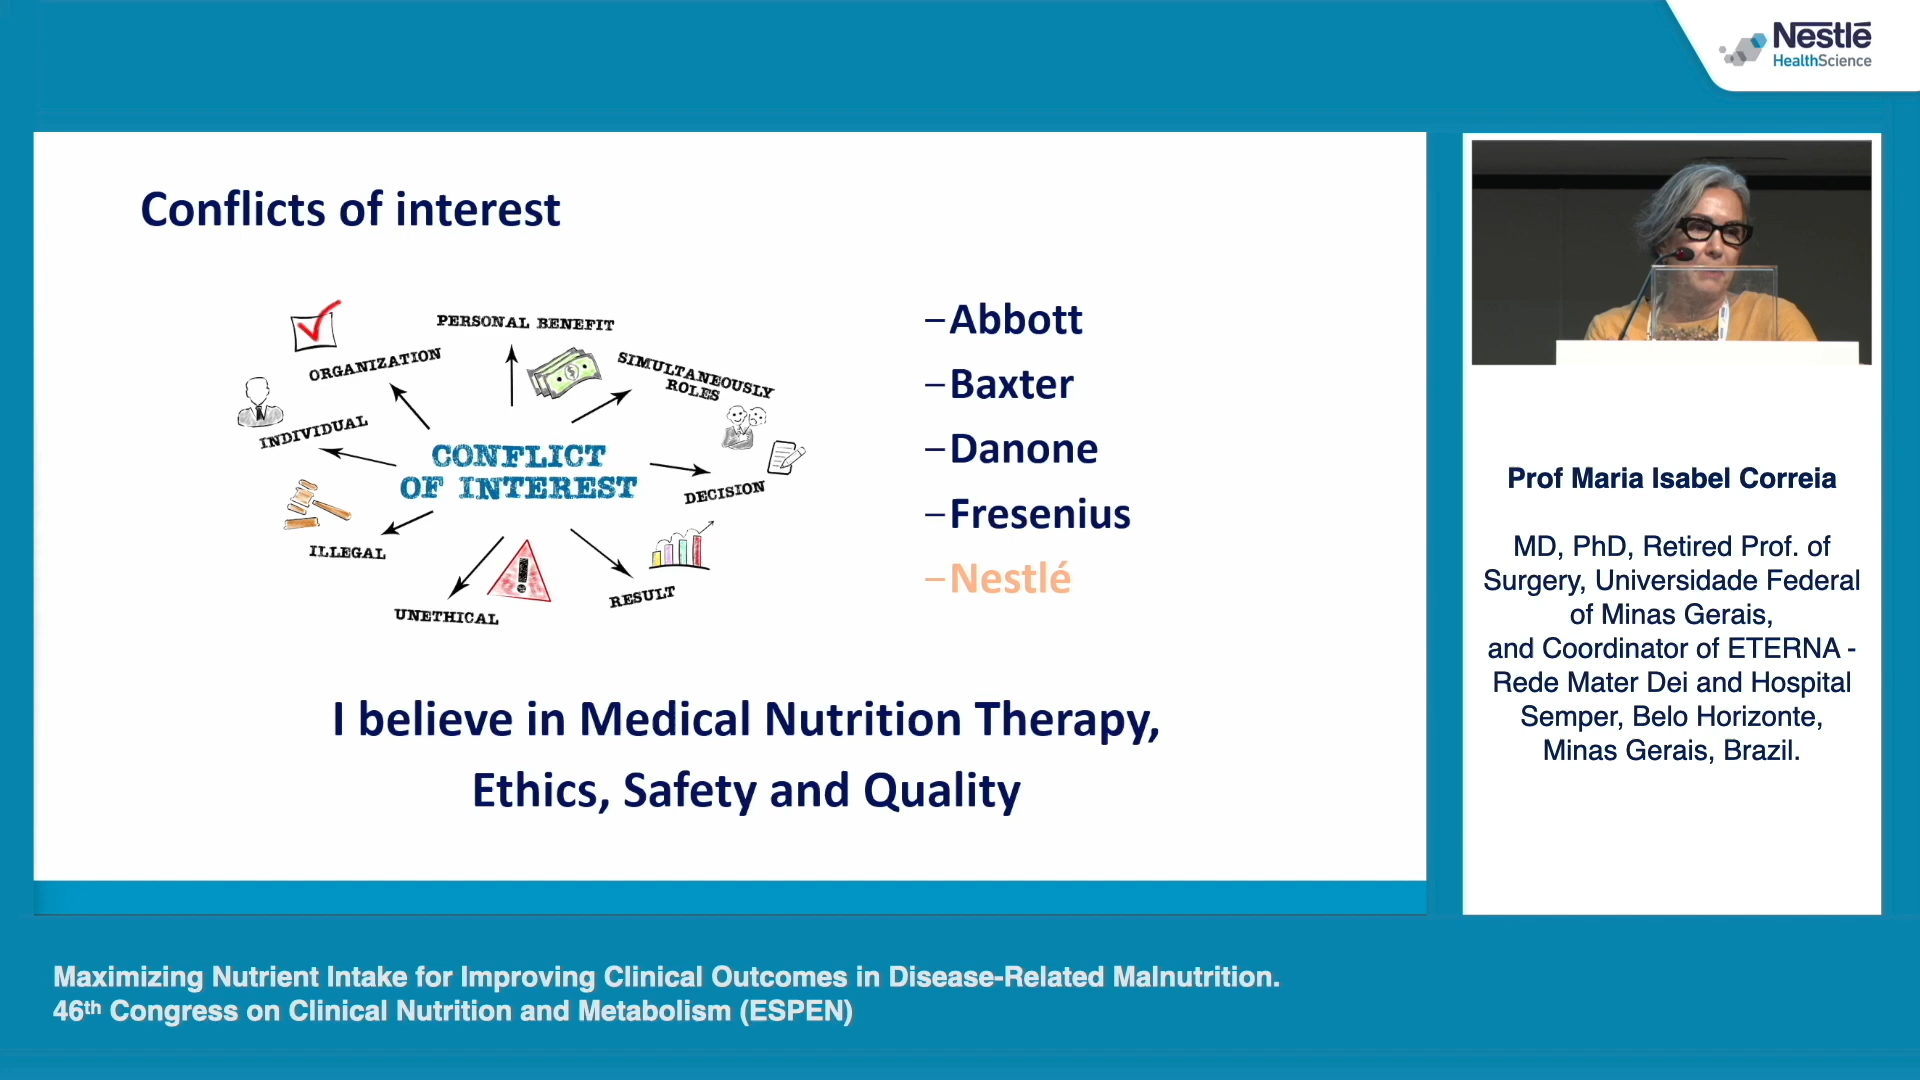 Nestlé
HealthScience
Conflicts of interest
PERSONAL BENEFIT
ORGANIZATION
SIMULTANEOUSLY
ROLES
INDIVIDUAL
CONFLICT
OF INTEREST
DECISION
ILLEGAL
UNETHICAL
RESULT
–Abbott
–Baxter
–Danone
–Fresenius
–Nestlé
I believe in Medical Nutrition Therapy,
Ethics, Safety and Quality
Prof Maria Isabel Correia
MD, PhD, Retired Prof. of
Surgery, Universidade Federal
of Minas Gerais,
and Coordinator of ETERNA -
Rede Mater Dei and Hospital
Semper, Belo Horizonte,
Minas Gerais, Brazil.
Maximizing Nutrient Intake for Improving Clinical Outcomes in Disease-Related Malnutrition.
46th Congress on Clinical Nutrition and Metabolism (ESPEN)